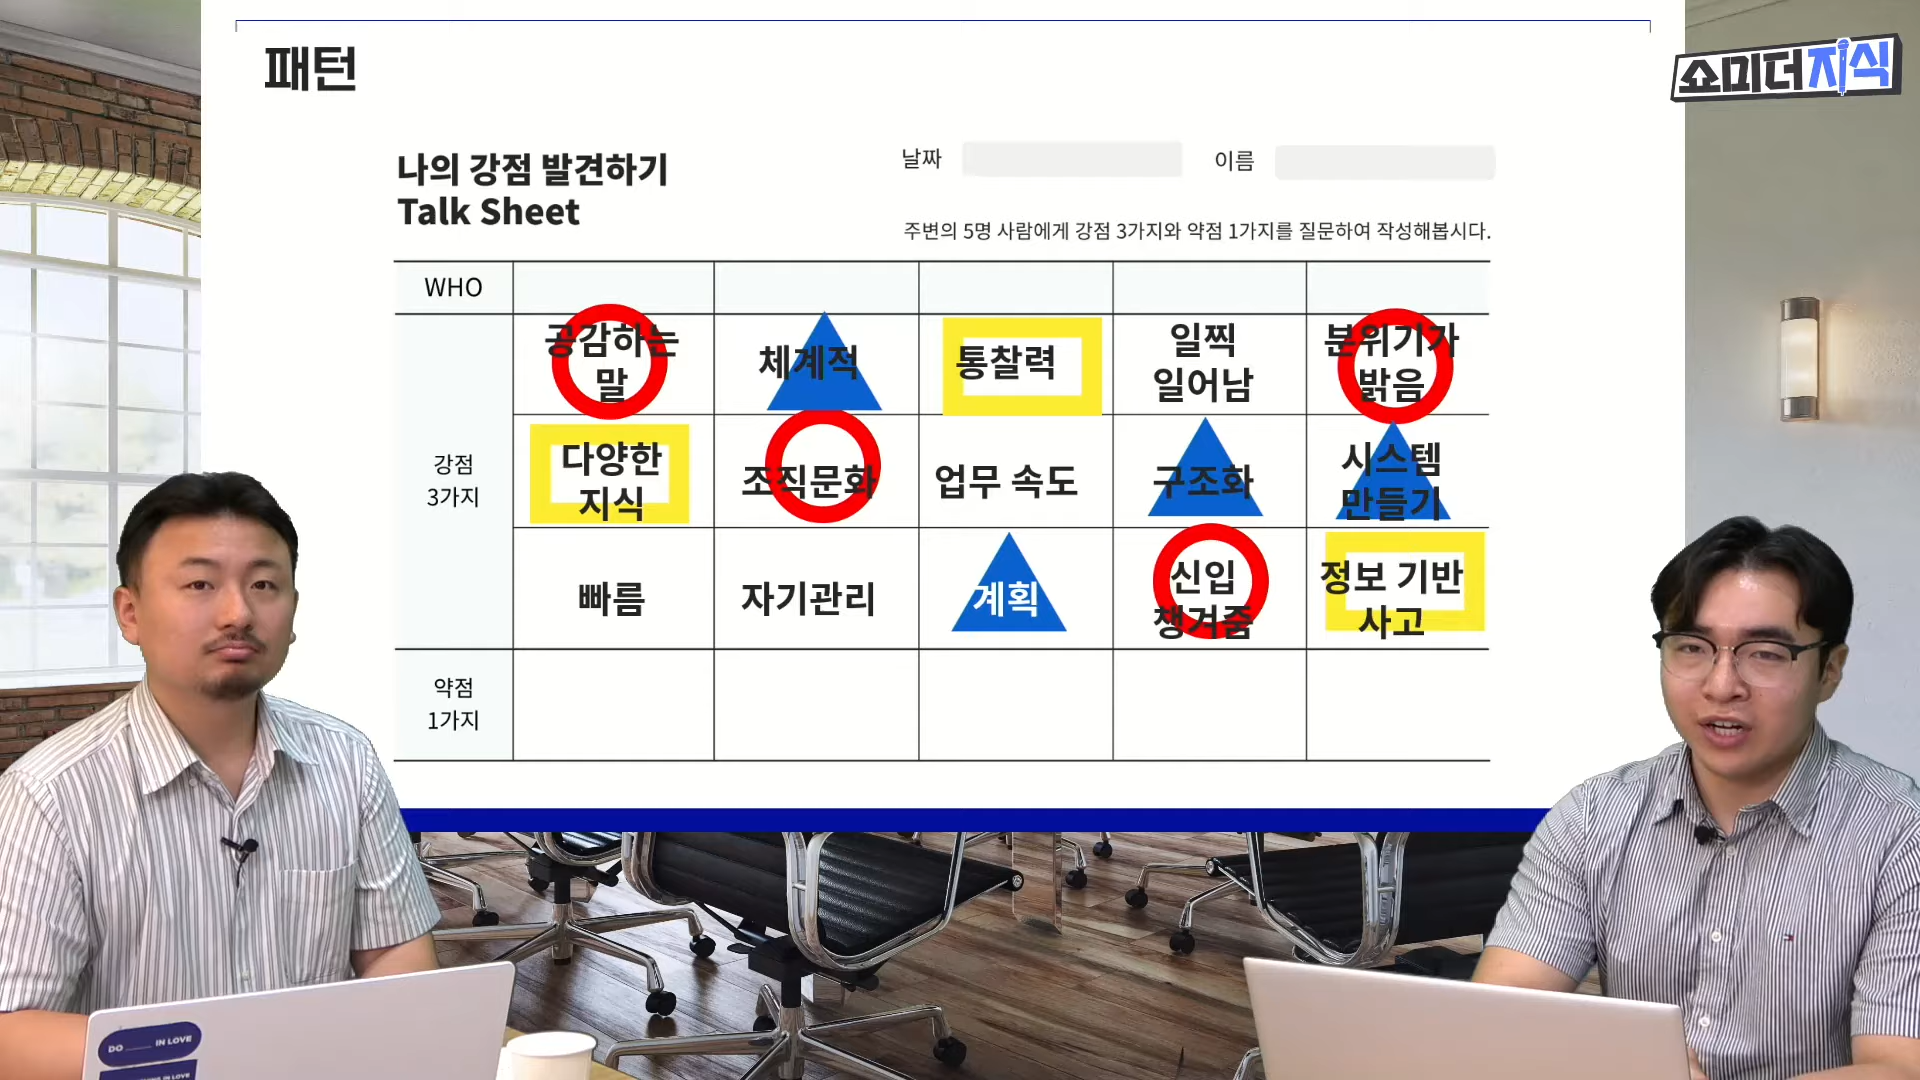 패턴
쇼미더지식
나의 강점 발견하기
Talk Sheet
날짜
이름
주변의 5명 사람에게 강점 3가지와 약점 1가지를 질문하여 작성해봅시다.
WHO
강점
3가지
공감하는
말
체계적
통찰력
일찍
일어남
분위기가
밝음
다양한
지식
조직문화
업무 속도
구조화
시스템
만들기
빠름
자기관리
계획
신입
챙겨줌
정보 기반
사고
약점
1가지
DO ____ IN LOVE
IN LOVE